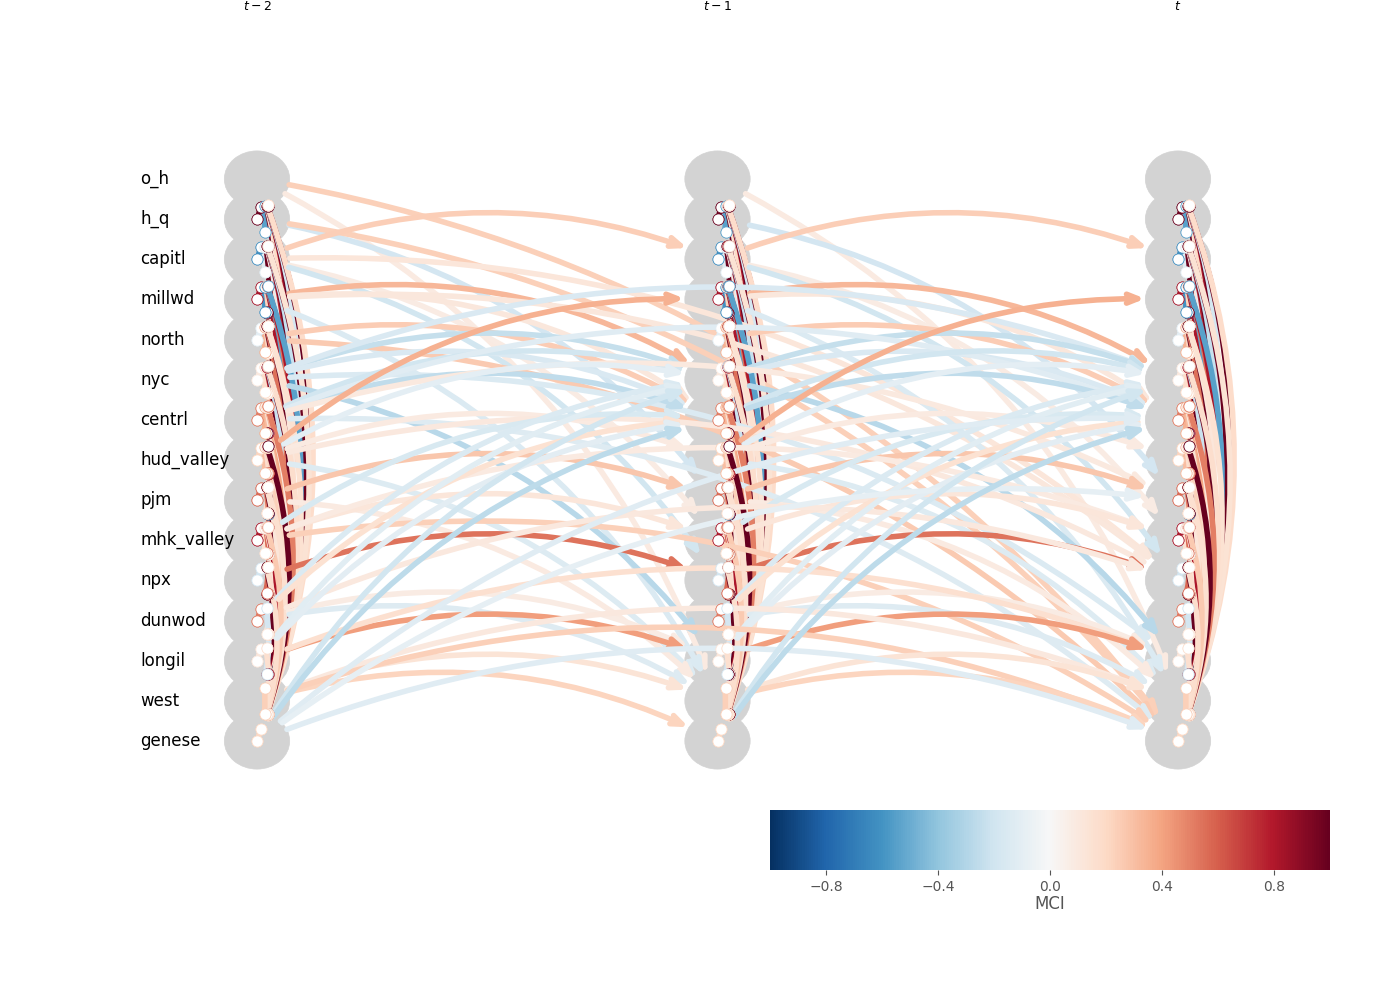 t − 2 t − 1 t
o_h
h_q
capitl
millwd
north
nyc
centrl
hud_valley
pjm
mhk_valley
npx
dunwod
longil
west
genese
−0.8 −0.4 0.0 0.4 0.8
MCI